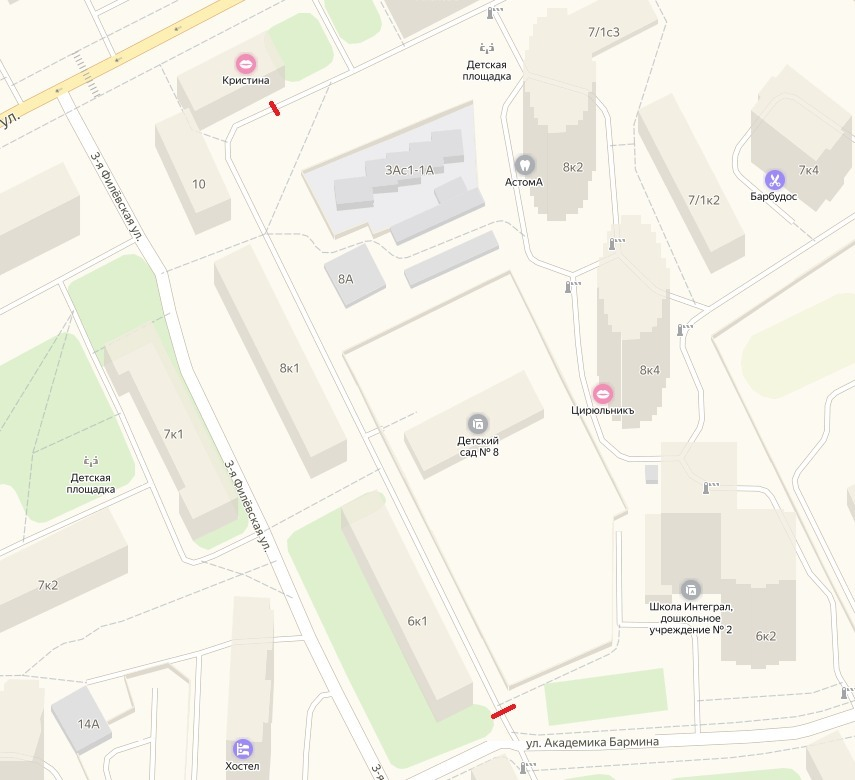 7/1с3
Детская
площадка
Кристина
ул.
3-я Филёвская ул.
10
3Ас1-1А
АстомА
8к2
7к4
Барбудос
7/1к2
8А
8к1
8к4
Цирюльникъ
7к1
Детский
сад № 8
Детская
площадка
3-я Филёвская ул.
7к2
6к1
Школа Интеграл,
дошкольное
учреждение № 2
6к2
14А
ул. Академика Бармина
Хостел
3-я